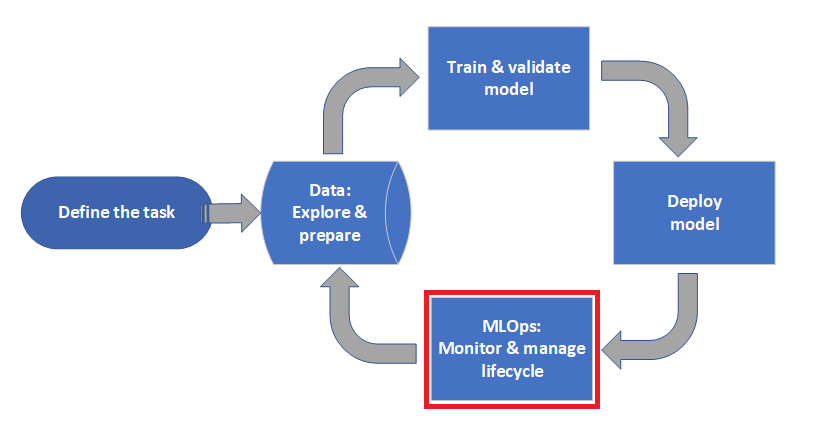 Train & validate
model
Define the task
Data:
Explore &
prepare
Deploy
model
MLOps:
Monitor & manage
lifecycle